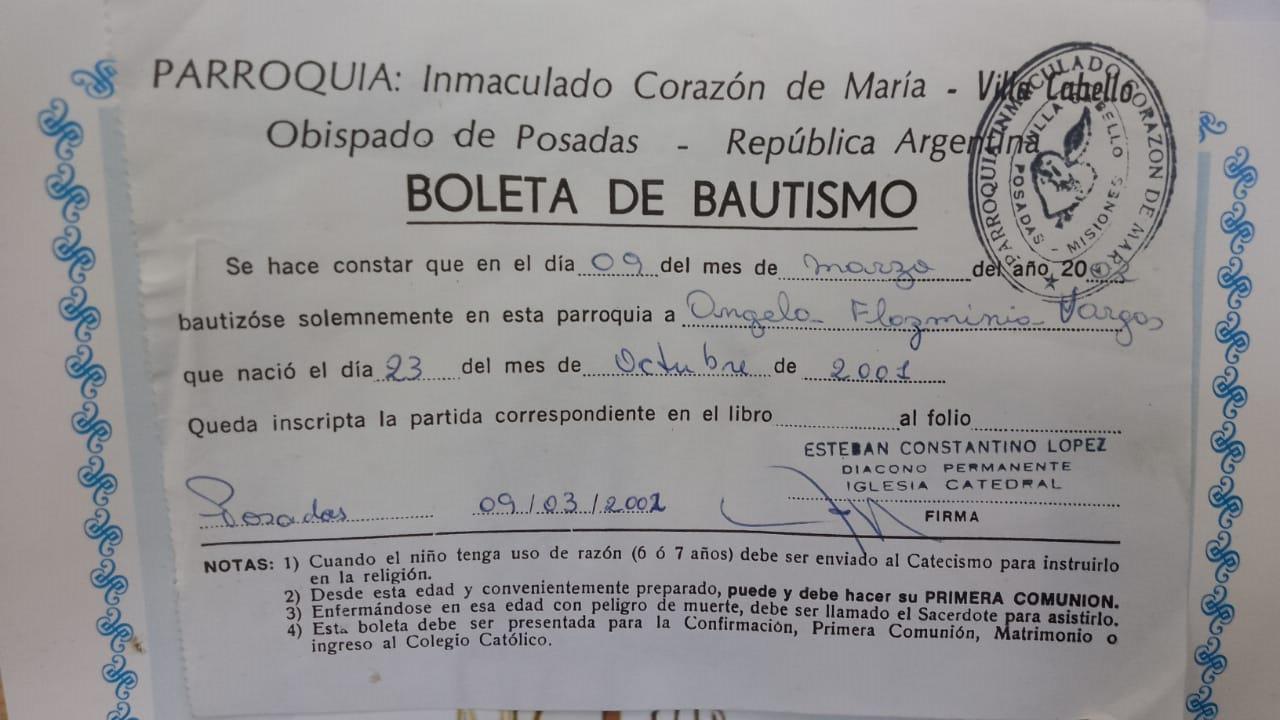 PARROQUIA: Inmaculado Corazón de María - Villa Cabello
Obispado de Posadas - República Argentina
PARROQUIA INMACULADO CORAZON DE MARIA
VILLA CABELLO
POSADAS - MISIONES
BOLETA DE BAUTISMO
Se hace constar que en el día 09 del mes de marzo del año 2002
bautizóse solemnemente en esta parroquia a Angela Flozminia Vargas
que nació el día 23 del mes de Octubre de 2001
Queda inscripta la partida correspondiente en el libro al folio
ESTEBAN CONSTANTINO LOPEZ
DIACONO PERMANENTE
IGLESIA CATEDRAL
Posadas 09/03/2002
FIRMA
NOTAS: 1) Cuando el niño tenga uso de razón (6 ó 7 años) debe ser enviado al Catecismo para instruirlo
en la religión.
2) Desde esta edad y convenientemente preparado, puede y debe hacer su PRIMERA COMUNION.
3) Enfermándose en esa edad con peligro de muerte, debe ser llamado el Sacerdote para asistirlo.
4) Esta boleta debe ser presentada para la Confirmación, Primera Comunión, Matrimonio o
ingreso al Colegio Católico.